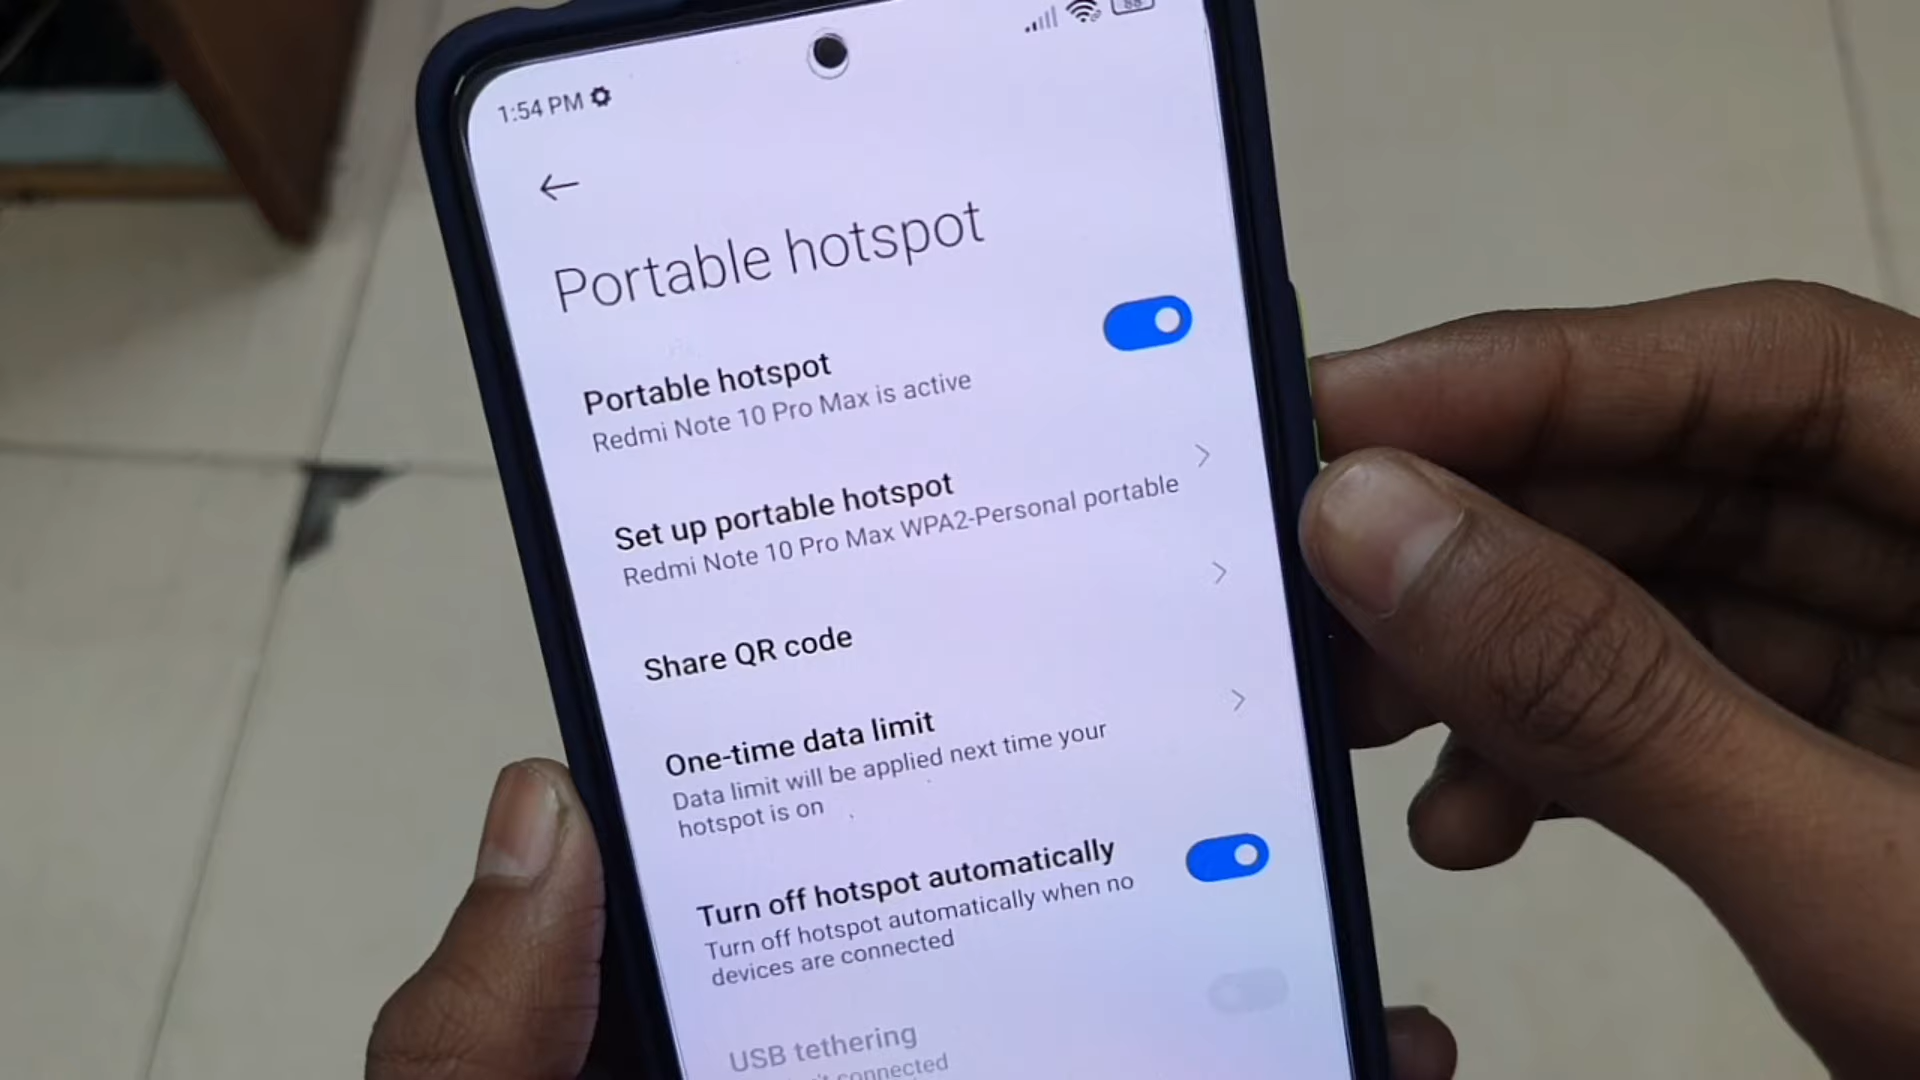 1:54 PM
88
Portable hotspot
Portable hotspot
Redmi Note 10 Pro Max is active
Set up portable hotspot
Redmi Note 10 Pro Max WPA2-Personal portable
Share QR code
One-time data limit
Data limit will be applied next time your
hotspot is on
Turn off hotspot automatically
Turn off hotspot automatically when no
devices are connected
USB tethering
connected